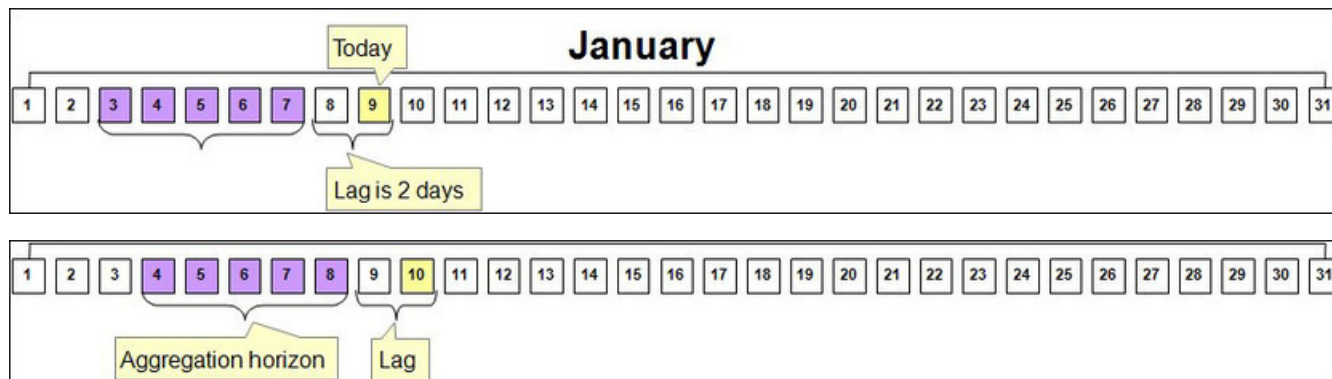 January
Today
1 2 3 4 5 6 7 8 9 10 11 12 13 14 15 16 17 18 19 20 21 22 23 24 25 26 27 28 29 30 31
Lag is 2 days
1 2 3 4 5 6 7 8 9 10 11 12 13 14 15 16 17 18 19 20 21 22 23 24 25 26 27 28 29 30 31
Aggregation horizon
Lag